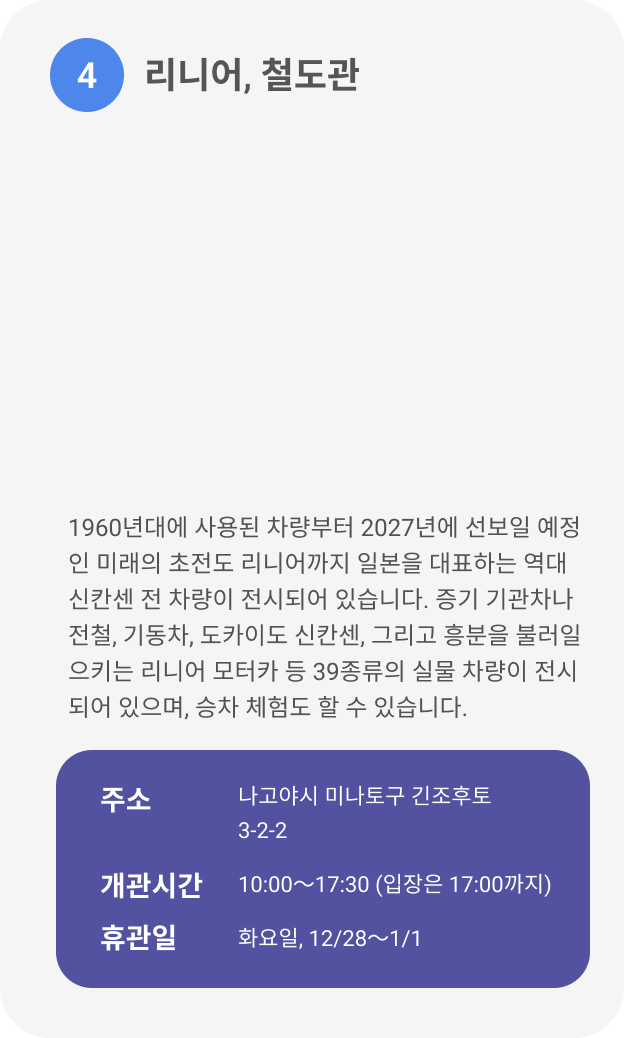 4 리니어, 철도관
1960년대에 사용된 차량부터 2027년에 선보일 예정
인 미래의 초전도 리니어까지 일본을 대표하는 역대
신칸센 전 차량이 전시되어 있습니다. 증기 기관차나
전철, 기동차, 도카이도 신칸센, 그리고 흥분을 불러일
으키는 리니어 모터카 등 39종류의 실물 차량이 전시
되어 있으며, 승차 체험도 할 수 있습니다.
주소 나고야시 미나토구 긴조후토
3-2-2
개관시간 10:00～17:30 (입장은 17:00까지)
휴관일 화요일, 12/28～1/1